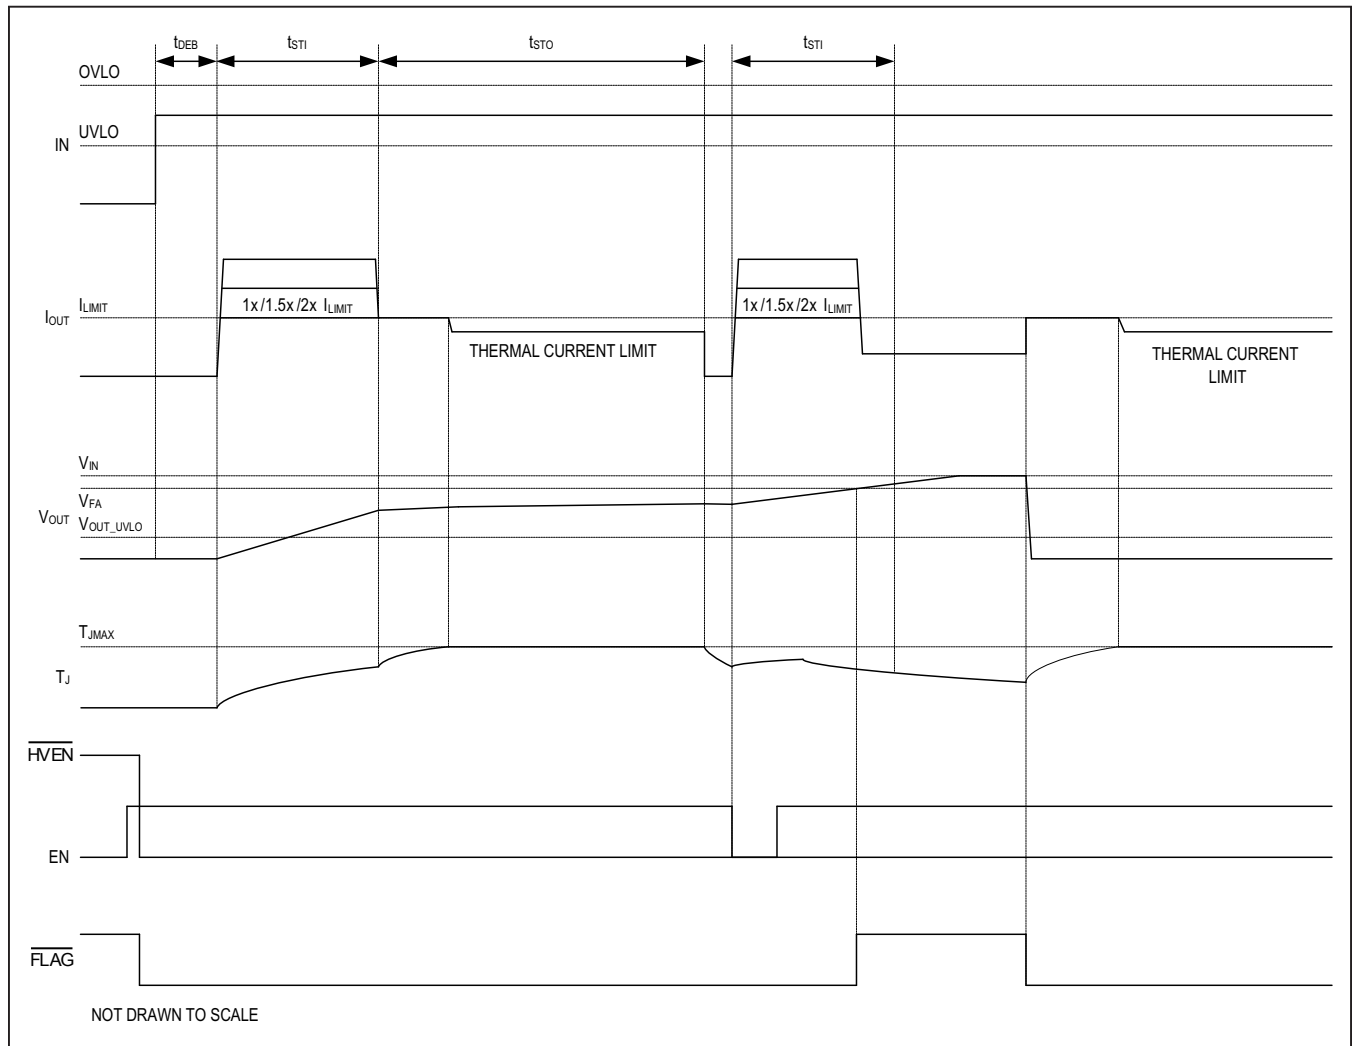 tDEB tSTI tSTO tSTI
OVLO
UVLO
IN
ILIMIT
1x/1.5x/2x ILIMIT 1x/1.5x/2x ILIMIT
IOUT
THERMAL CURRENT LIMIT
THERMAL CURRENT
LIMIT
VIN
VFA
VOUT
VOUT_UVLO
TJMAX
TJ
HVEN
EN
FLAG
NOT DRAWN TO SCALE